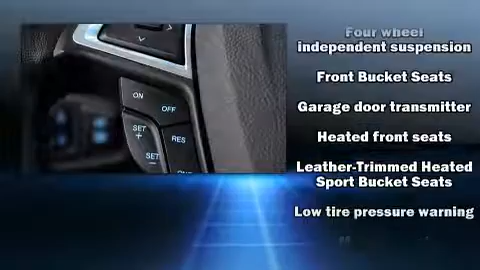 Four wheel
independent suspension
Front Bucket Seats
Garage door transmitter
Heated front seats
Leather-Trimmed Heated
Sport Bucket Seats
Low tire pressure warning
ON
OFF
SET
+
RES
SET
-